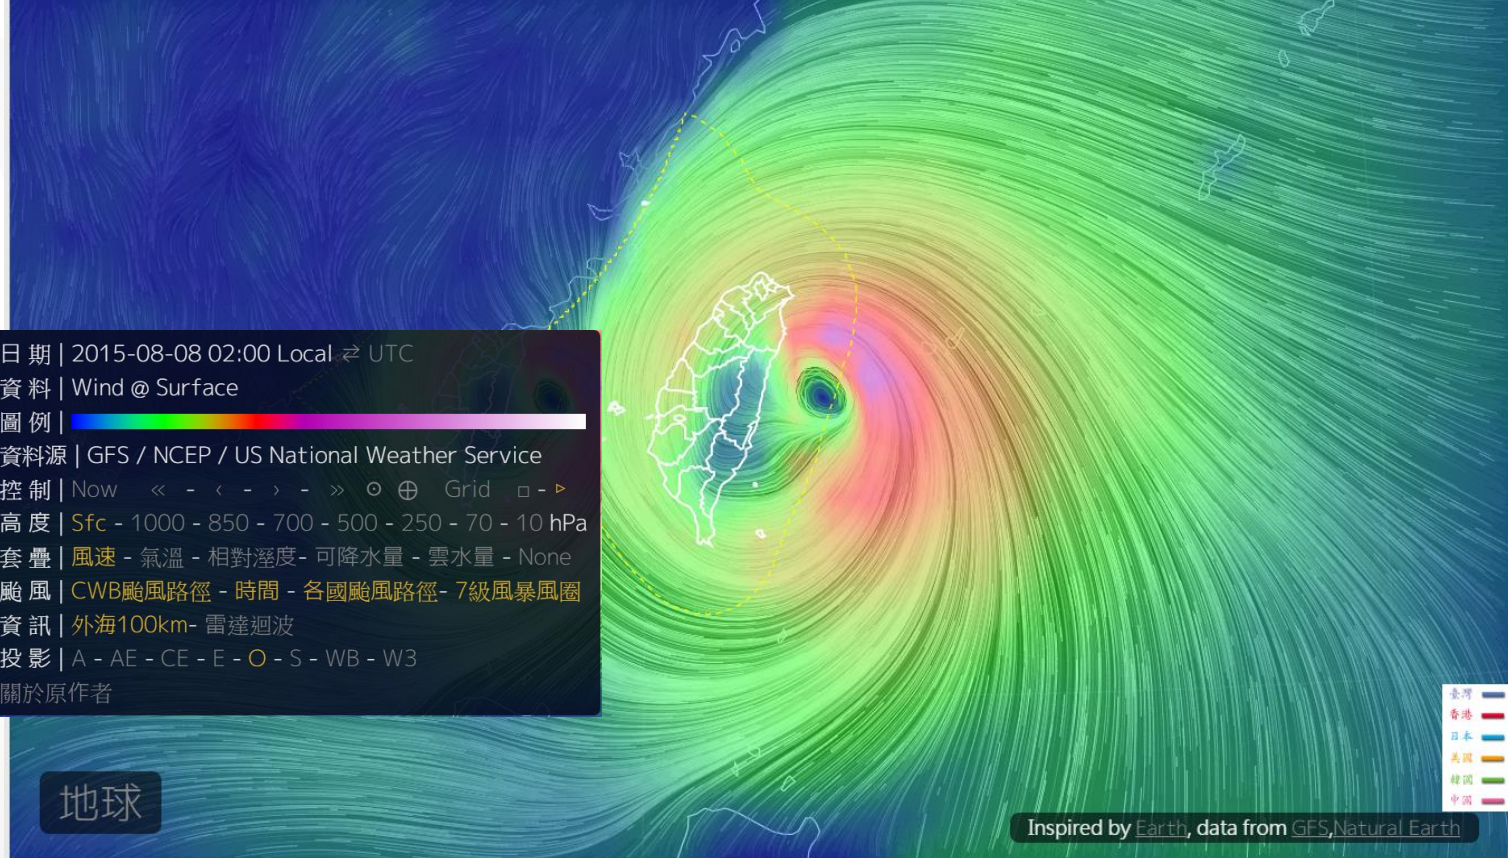 日 期 | 2015-08-08 02:00 Local ⇄ UTC
資 料 | Wind @ Surface
圖 例 |
資料源 | GFS / NCEP / US National Weather Service
控 制 | Now « - ‹ - › - » ⊙ ⊕ Grid □ - ▹
高 度 | Sfc - 1000 - 850 - 700 - 500 - 250 - 70 - 10 hPa
套 疊 | 風速 - 氣溫 - 相對溼度- 可降水量 - 雲水量 - None
颱 風 | CWB颱風路徑 - 時間 - 各國颱風路徑- 7級風暴風圈
資 訊 | 外海100km- 雷達迴波
投 影 | A - AE - CE - E - O - S - WB - W3
關於原作者
地球
臺灣
香港
日本
美國
韓國
中國
Inspired by Earth, data from GFS,Natural Earth